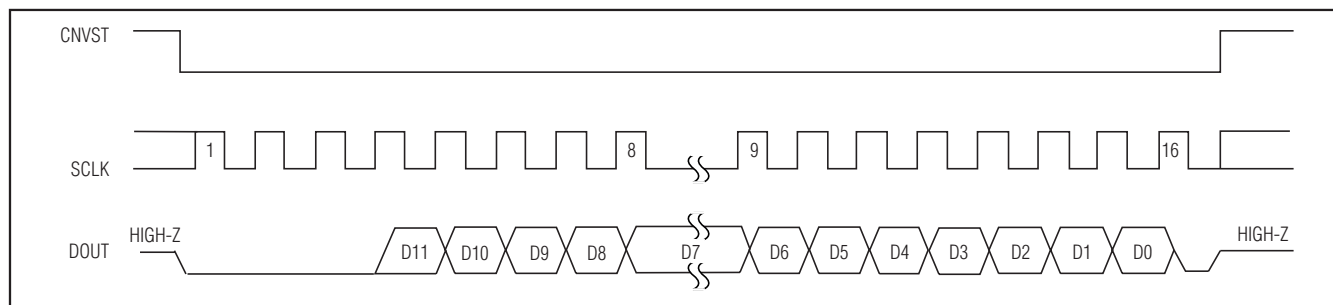 CNVST
1 8 9 16
SCLK
HIGH-Z HIGH-Z
DOUT D11 D10 D9 D8 D7 D6 D5 D4 D3 D2 D1 D0